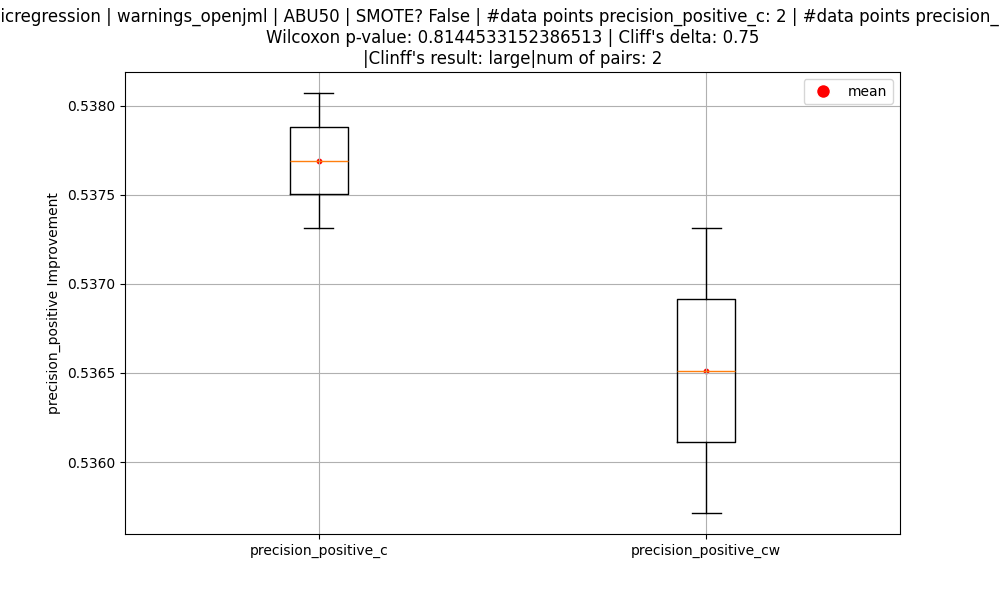 icregression | warnings_openjml | ABU50 | SMOTE? False | #data points precision_positive_c: 2 | #data points precision_
Wilcoxon p-value: 0.8144533152386513 | Cliff's delta: 0.75
|Clinff's result: large|num of pairs: 2
mean
0.5380
0.5375
0.5370
0.5365
0.5360
precision_positive Improvement
precision_positive_c
precision_positive_cw